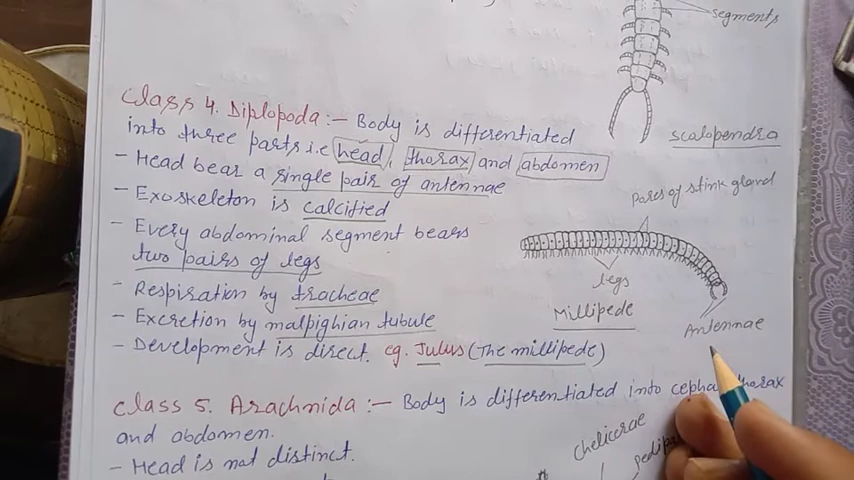 segments
scalopendra
Class 4. Diplopoda:- Body is differentiated
into three parts i.e head, thorax and abdomen
- Head bear a single pair of antennae
- Exoskeleton is calcified
- Every abdominal segment bears
two pairs of legs
- Respiration by tracheae
- Excretion by malpighian tubule
- Development is direct. eg. Julus (The millipede)
Pores of stink gland
legs
Millipede
Antennae
Class 5. Arachnida:- Body is differentiated into
and abdomen.
- Head is not distinct.
Chelicerae